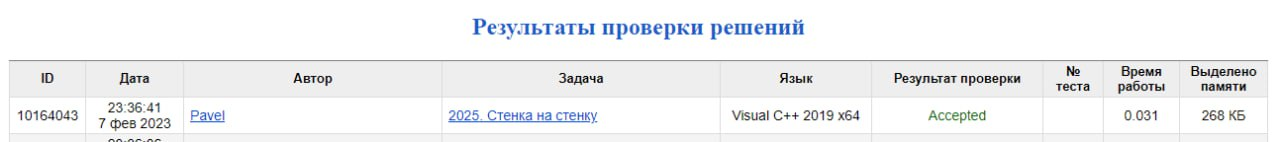 Результаты проверки решений
ID Дата Автор Задача Язык Результат проверки № теста Время работы Выделено памяти
10164043 23:36:41 7 фев 2023 Pavel 2025. Стенка на стенку Visual C++ 2019 x64 Accepted 0.031 268 КБ